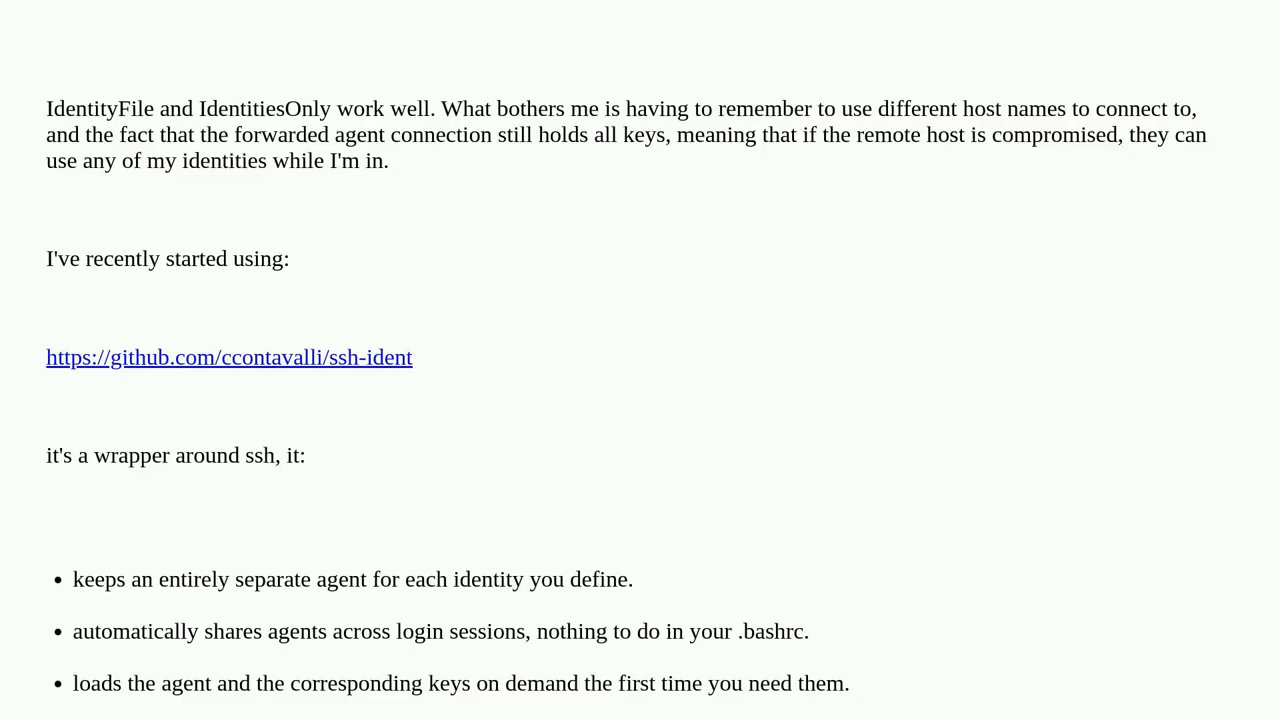 IdentityFile and IdentitiesOnly work well. What bothers me is having to remember to use different host names to connect to,
and the fact that the forwarded agent connection still holds all keys, meaning that if the remote host is compromised, they can
use any of my identities while I'm in.
I've recently started using:
https://github.com/ccontavalli/ssh-ident
it's a wrapper around ssh, it:
• keeps an entirely separate agent for each identity you define.
• automatically shares agents across login sessions, nothing to do in your .bashrc.
• loads the agent and the corresponding keys on demand the first time you need them.